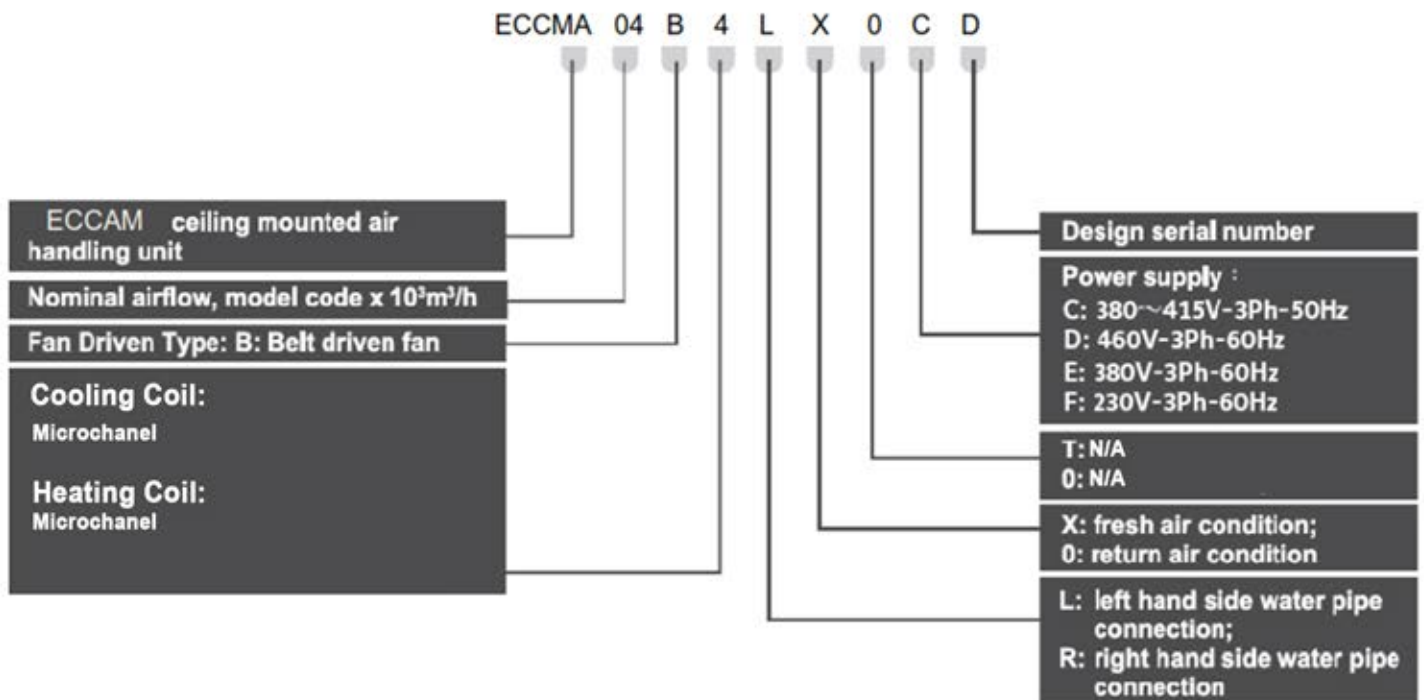 ECCMA 04 B 4 L X 0 C D
ECCAM ceiling mounted air
handling unit
Nominal airflow, model code x 10³m³/h
Fan Driven Type: B: Belt driven fan
Cooling Coil:
Microchanel
Heating Coil:
Microchanel
Design serial number
Power supply :
C: 380~415V-3Ph-50Hz
D: 460V-3Ph-60Hz
E: 380V-3Ph-60Hz
F: 230V-3Ph-60Hz
T: N/A
0: N/A
X: fresh air condition;
0: return air condition
L: left hand side water pipe
connection;
R: right hand side water pipe
connection